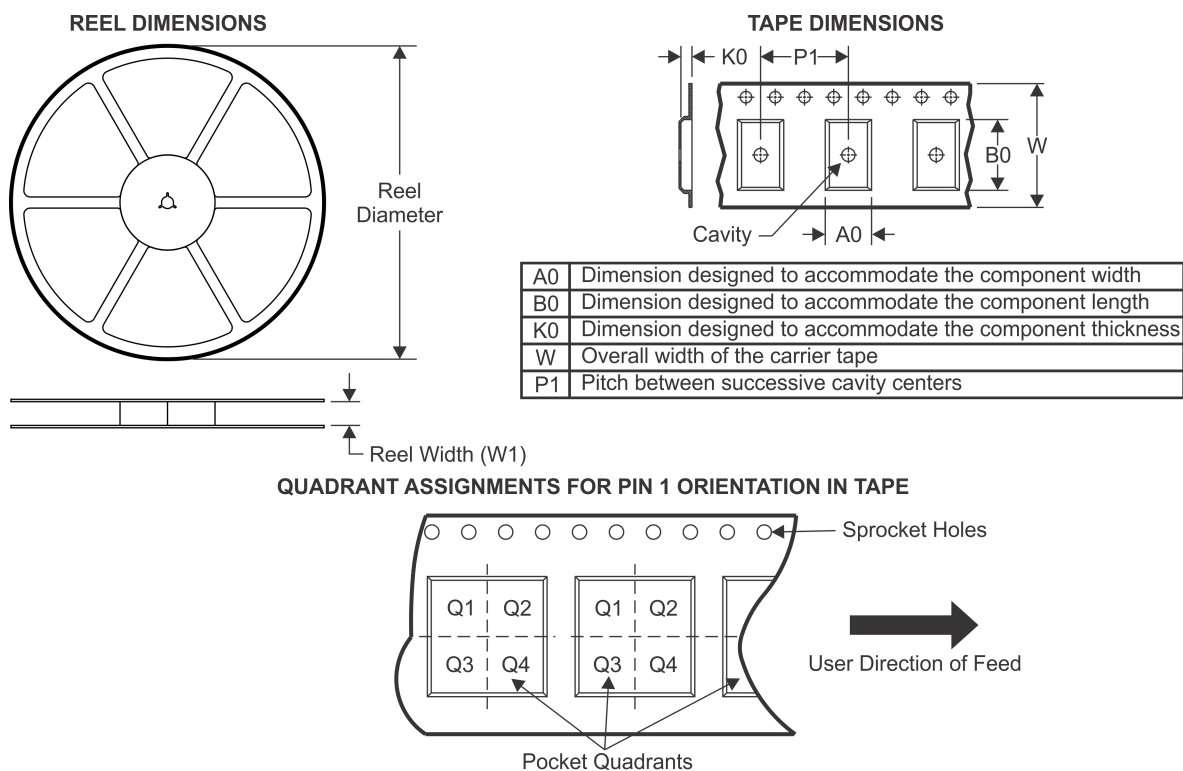 REEL DIMENSIONS
Reel
Diameter
Reel Width (W1)
TAPE DIMENSIONS
K0
P1
B0
W
Cavity
A0
A0 Dimension designed to accommodate the component width
B0 Dimension designed to accommodate the component length
K0 Dimension designed to accommodate the component thickness
W Overall width of the carrier tape
P1 Pitch between successive cavity centers
QUADRANT ASSIGNMENTS FOR PIN 1 ORIENTATION IN TAPE
Sprocket Holes
Q1 Q2 Q1 Q2
Q3 Q4 Q3 Q4
User Direction of Feed
Pocket Quadrants